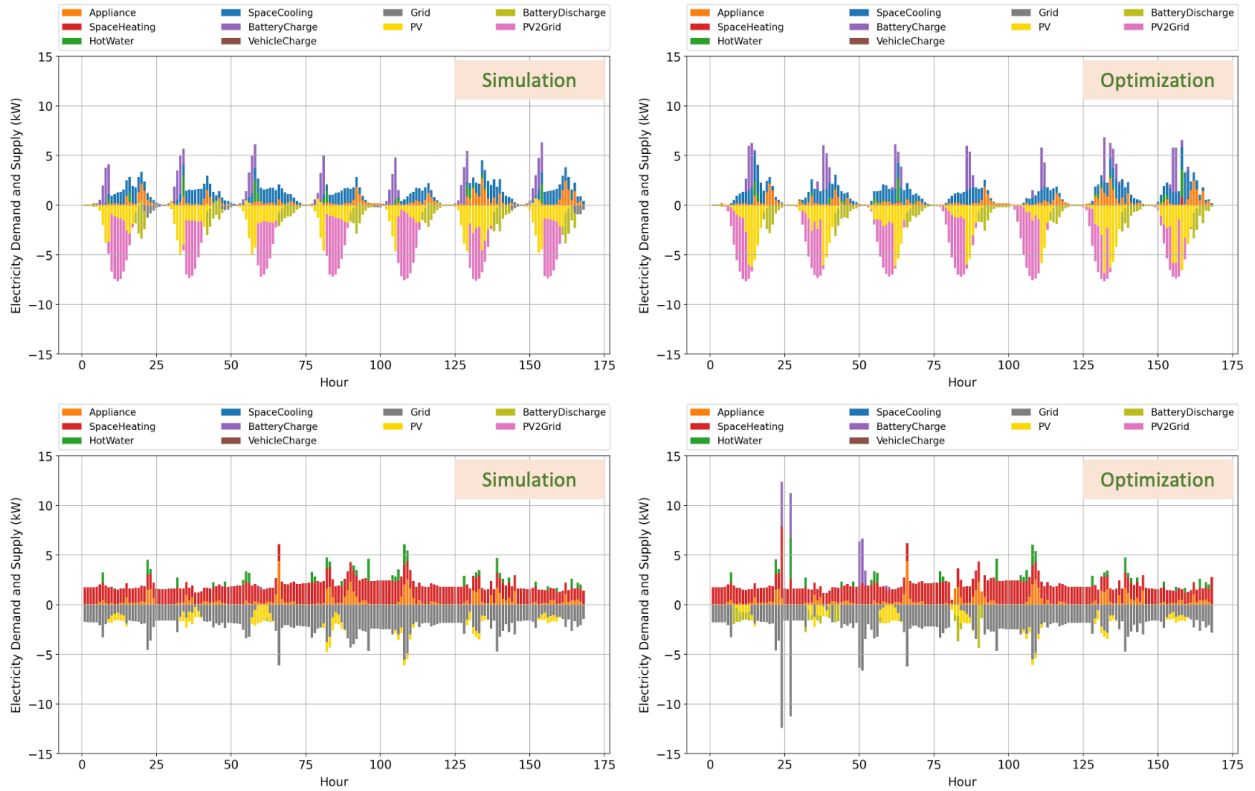 Appliance SpaceCooling Grid BatteryDischarge
SpaceHeating BatteryCharge PV PV2Grid
HotWater VehicleCharge
Simulation
Electricity Demand and Supply (kW)
15
10
5
0
−5
−10
−15
0 25 50 75 100 125 150 175
Hour
Appliance SpaceCooling Grid BatteryDischarge
SpaceHeating BatteryCharge PV PV2Grid
HotWater VehicleCharge
Optimization
Electricity Demand and Supply (kW)
15
10
5
0
−5
−10
−15
0 25 50 75 100 125 150 175
Hour
Appliance SpaceCooling Grid BatteryDischarge
SpaceHeating BatteryCharge PV PV2Grid
HotWater VehicleCharge
Simulation
Electricity Demand and Supply (kW)
15
10
5
0
−5
−10
−15
0 25 50 75 100 125 150 175
Hour
Appliance SpaceCooling Grid BatteryDischarge
SpaceHeating BatteryCharge PV PV2Grid
HotWater VehicleCharge
Optimization
Electricity Demand and Supply (kW)
15
10
5
0
−5
−10
−15
0 25 50 75 100 125 150 175
Hour